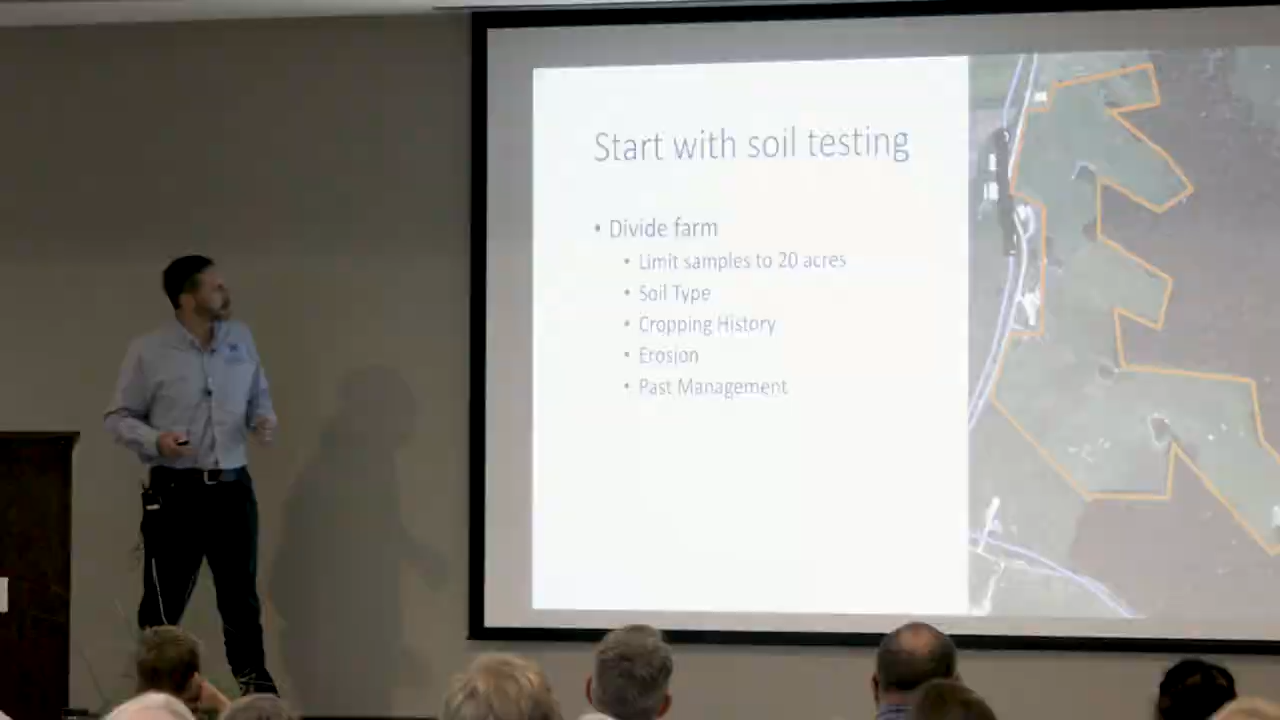 Start with soil testing
• Divide farm
• Limit samples to 20 acres
• Soil Type
• Cropping History
• Erosion
• Past Management